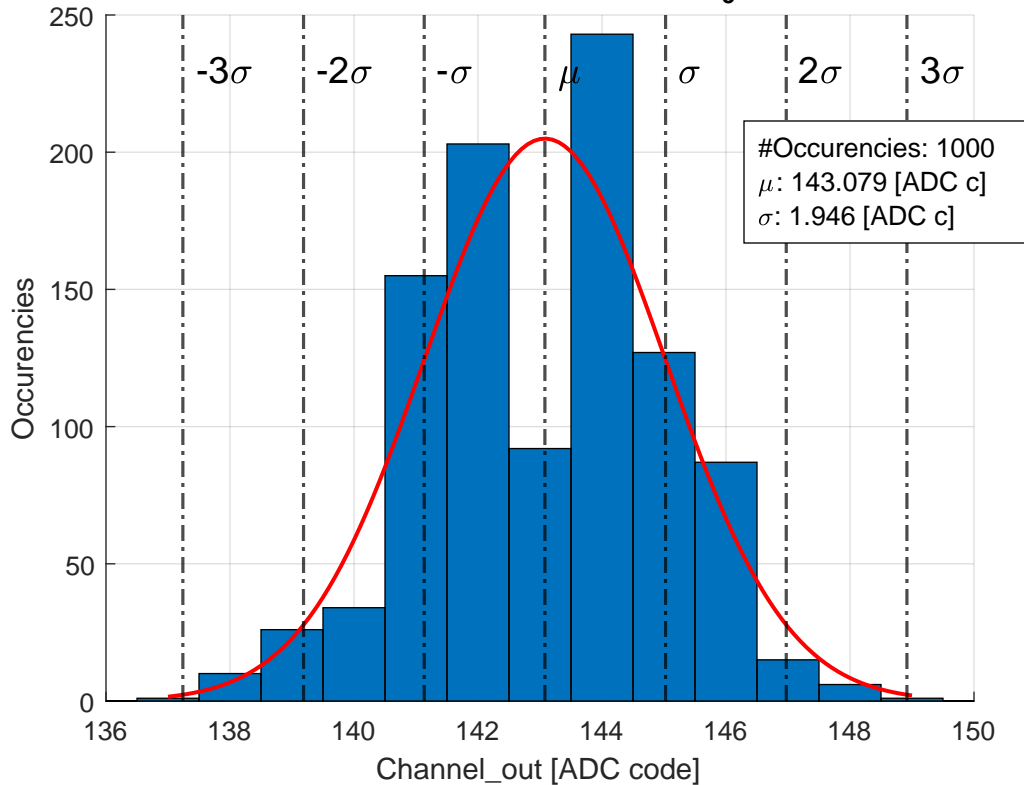 250
200
150
100
50
0
-3σ -2σ -σ μ σ 2σ 3σ
#Occurencies: 1000
μ: 143.079 [ADC c]
σ: 1.946 [ADC c]
Occurencies
136 138 140 142 144 146 148 150
Channel_out [ADC code]